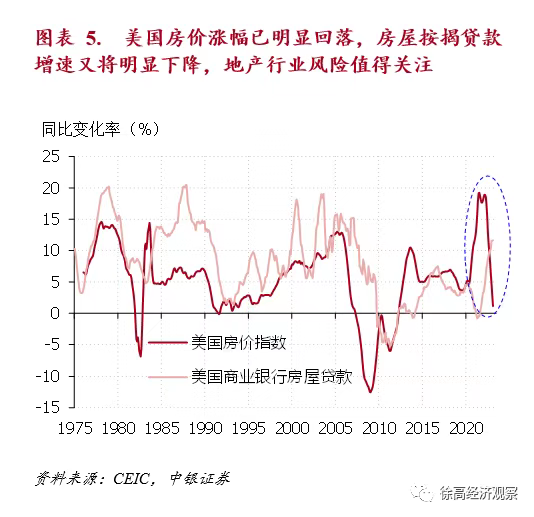 图表 5. 美国房价涨幅已明显回落，房屋按揭贷款
增速又将明显下降，地产行业风险值得关注
同比变化率（%）
25
20
15
10
5
0
-5
-10
-15
美国房价指数
美国商业银行房屋贷款
1975 1980 1985 1990 1995 2000 2005 2010 2015 2020
资料来源：CEIC，中银证券
徐高经济观察